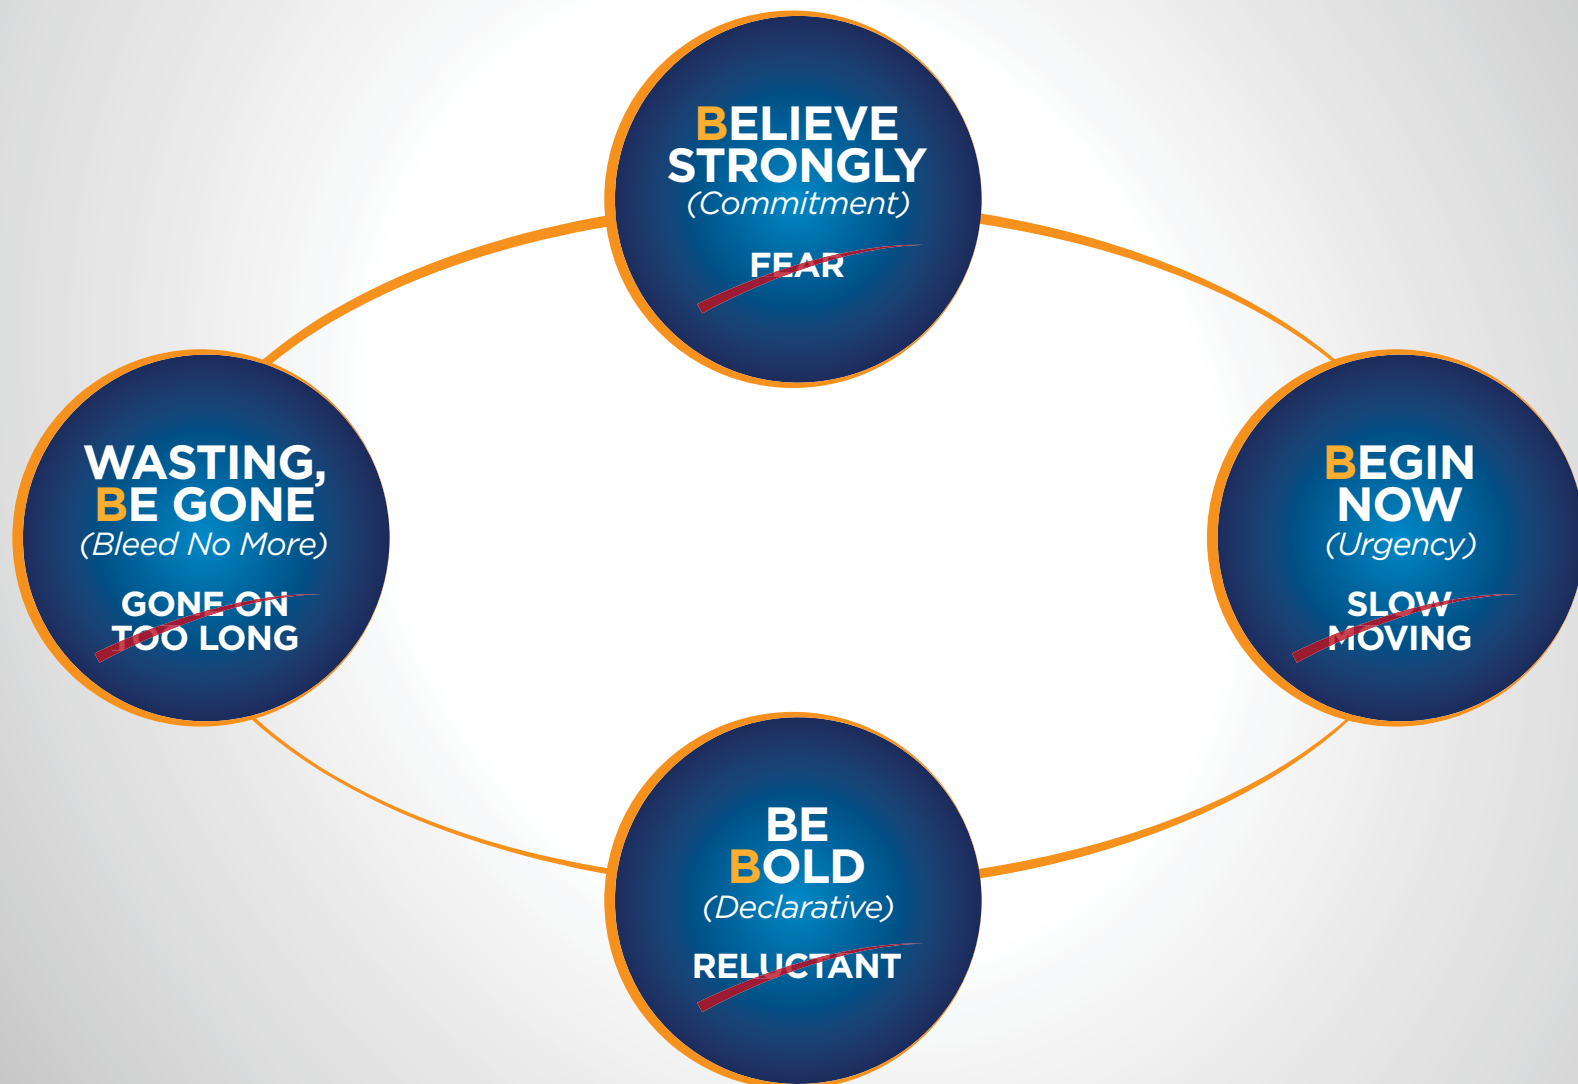 BELIEVE
STRONGLY
(Commitment)
FEAR
WASTING,
BE GONE
(Bleed No More)
GONE ON
TOO LONG
BEGIN
NOW
(Urgency)
SLOW
MOVING
BE
BOLD
(Declarative)
RELUCTANT